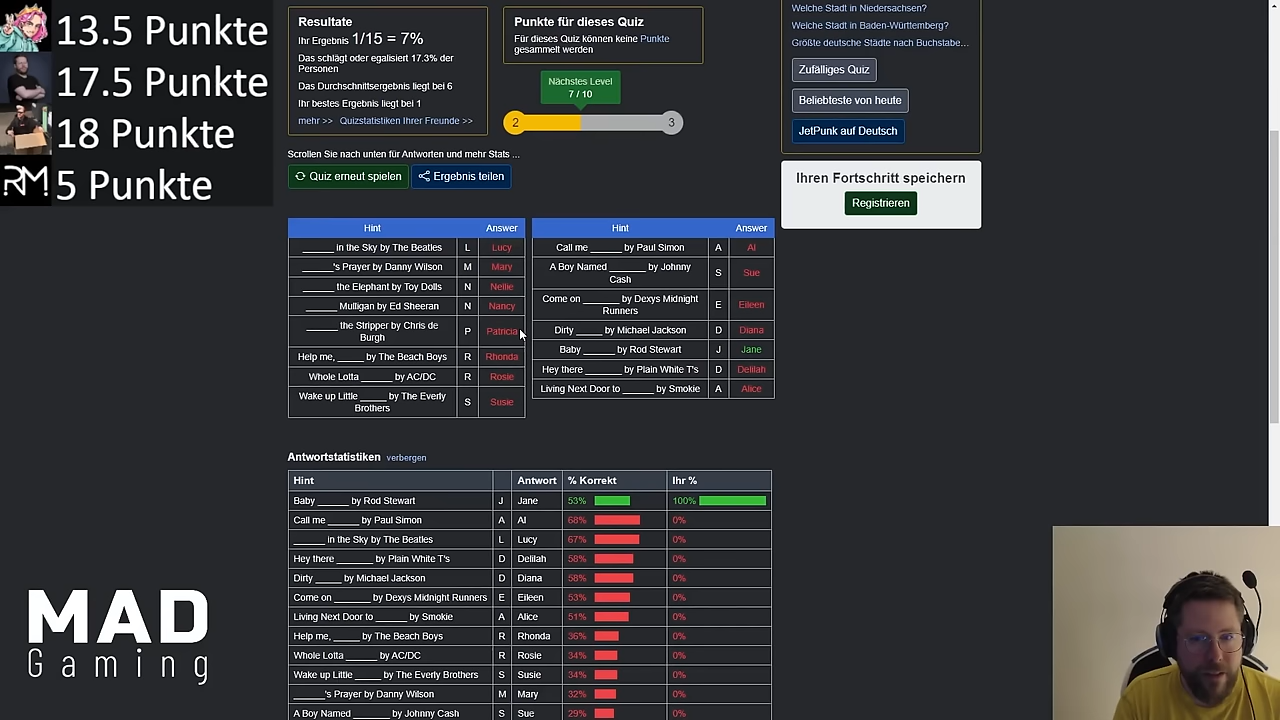 13.5 Punkte
17.5 Punkte
18 Punkte
RM 5 Punkte
Resultate
Ihr Ergebnis 1/15 = 7%
Das schlägt oder egalisiert 17.3% der
Personen
Das Durchschnittsergebnis liegt bei 6
Ihr bestes Ergebnis liegt bei 1
mehr >> Quizstatistiken Ihrer Freunde >>
Punkte für dieses Quiz
Für dieses Quiz können keine Punkte
gesammelt werden
Nächstes Level
7 / 10
2 3
Welche Stadt in Niedersachsen?
Welche Stadt in Baden-Württemberg?
Größte deutsche Städte nach Buchstabe...
Zufälliges Quiz
Beliebteste von heute
JetPunk auf Deutsch
Ihren Fortschritt speichern
Registrieren
Scrollen Sie nach unten für Antworten und mehr Stats ...
Quiz erneut spielen Ergebnis teilen
Hint Answer
______ in the Sky by The Beatles L Lucy
______'s Prayer by Danny Wilson M Mary
______ the Elephant by Toy Dolls N Nellie
______ Mulligan by Ed Sheeran N Nancy
______ the Stripper by Chris de
Burgh P Patricia
Help me, _____ by The Beach Boys R Rhonda
Whole Lotta ______ by AC/DC R Rosie
Wake up Little _____ by The Everly
Brothers S Susie
Hint Answer
Call me ______ by Paul Simon A Al
A Boy Named _______ by Johnny
Cash S Sue
Come on _______ by Dexys Midnight
Runners E Eileen
Dirty _____ by Michael Jackson D Diana
Baby ______ by Rod Stewart J Jane
Hey there _______ by Plain White T's D Delilah
Living Next Door to ______ by Smokie A Alice
Antwortstatistiken verbergen
Hint Antwort % Korrekt Ihr %
Baby ______ by Rod Stewart J Jane 53% 100%
Call me ______ by Paul Simon A Al 68% 0%
______ in the Sky by The Beatles L Lucy 67% 0%
Hey there _______ by Plain White T's D Delilah 58% 0%
Dirty _____ by Michael Jackson D Diana 58% 0%
Come on _______ by Dexys Midnight Runners E Eileen 53% 0%
Living Next Door to ______ by Smokie A Alice 51% 0%
Help me, _____ by The Beach Boys R Rhonda 36% 0%
Whole Lotta ______ by AC/DC R Rosie 34% 0%
Wake up Little _____ by The Everly Brothers S Susie 34% 0%
______'s Prayer by Danny Wilson M Mary 32% 0%
A Boy Named _______ by Johnny Cash S Sue 29% 0%
MAD
Gaming